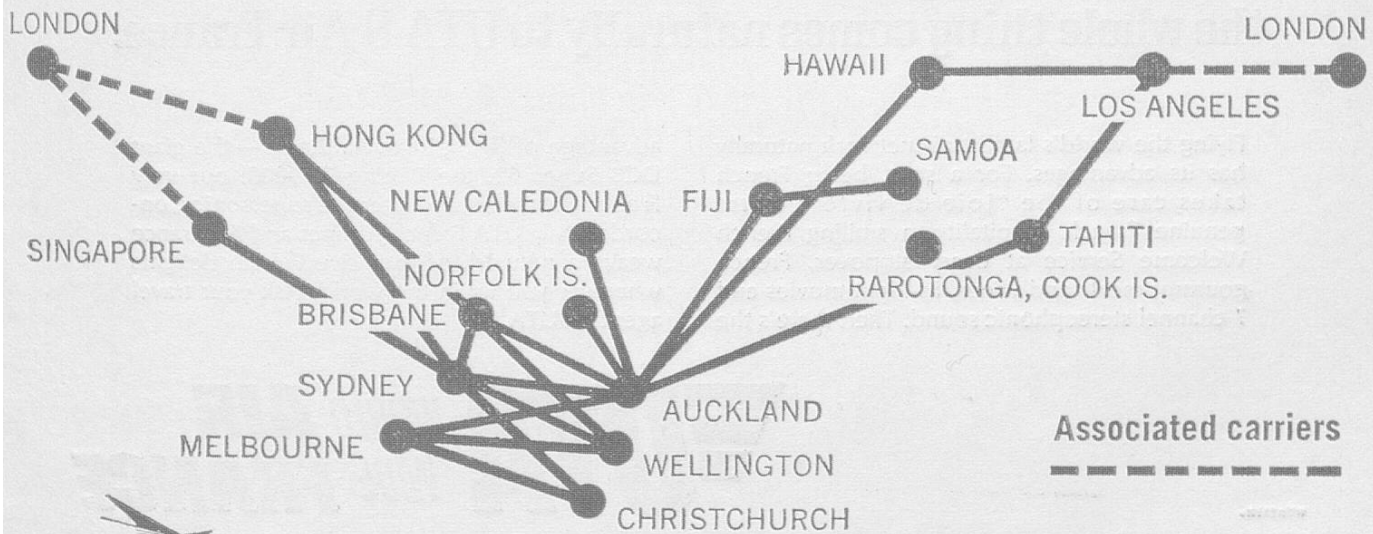 LONDON
LONDON
HAWAII
LOS ANGELES
HONG KONG
SAMOA
NEW CALEDONIA
FIJI
SINGAPORE
TAHITI
NORFOLK IS.
RAROTONGA, COOK IS.
BRISBANE
SYDNEY
AUCKLAND
MELBOURNE
Associated carriers
WELLINGTON
CHRISTCHURCH